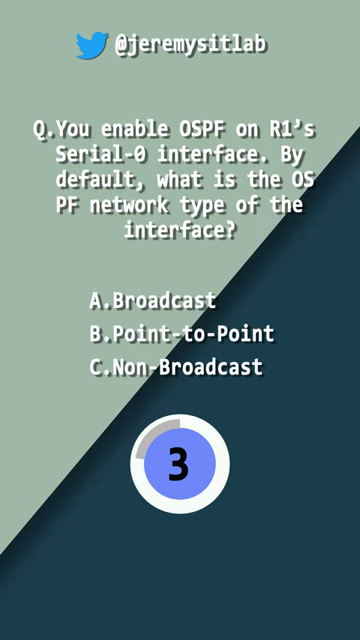 @jeremysitlab
Q.You enable OSPF on R1’s
Serial-0 interface. By
default, what is the OS
PF network type of the
interface?
A.Broadcast
B.Point-to-Point
C.Non-Broadcast
3